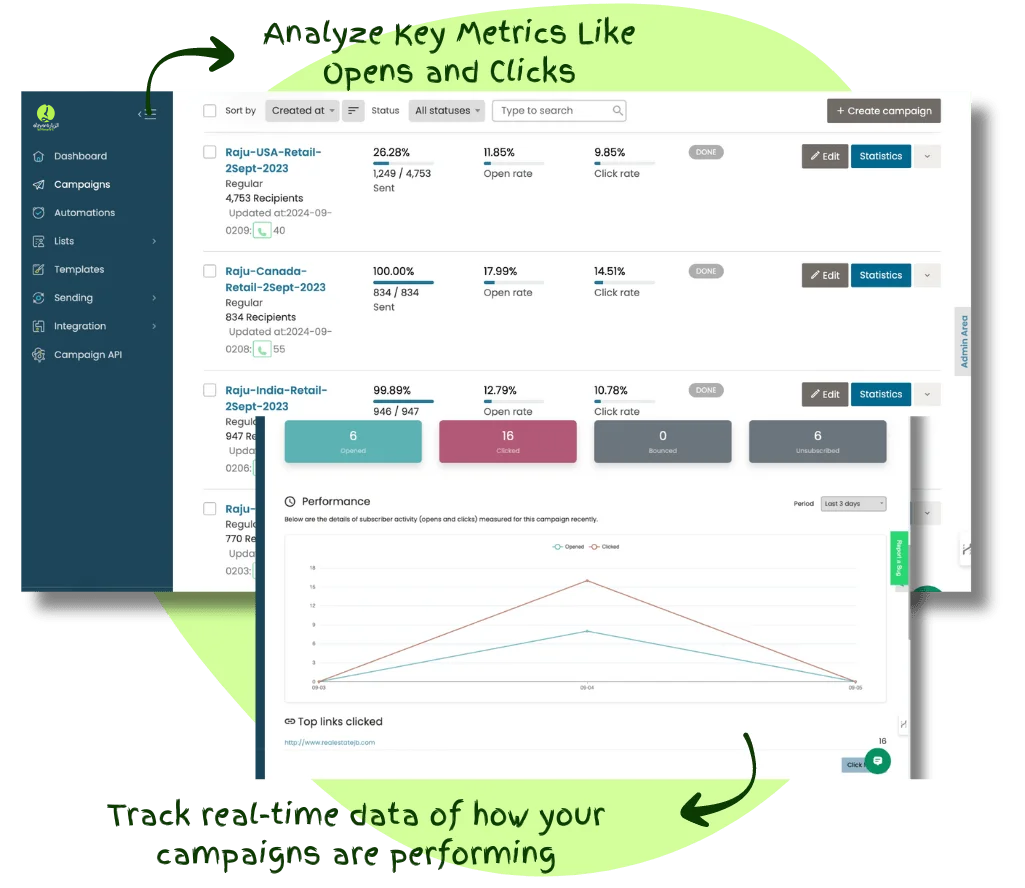 Analyze Key Metrics Like
Opens and Clicks
Sort by Created at Status All statuses Type to search + Create campaign
Dashboard
Campaigns
Automations
Lists
Templates
Sending
Integration
Campaign API
Raju-USA-Retail-
2Sept-2023
Regular
4,753 Recipients
Updated at:2024-09-
0209: 40
26.28%
1,249 / 4,753
Sent
11.85%
Open rate
9.85%
Click rate
DONE
Edit Statistics
Raju-Canada-
Retail-2Sept-2023
Regular
834 Recipients
Updated at:2024-09-
0208: 55
100.00%
834 / 834
Sent
17.99%
Open rate
14.51%
Click rate
DONE
Edit Statistics
Admin Area
Raju-India-Retail-
2Sept-2023
Regu
947 Re
Upda
0206:
99.89%
946 / 947
12.79%
Open rate
10.78%
Click rate
DONE
Edit Statistics
Raju-
Regul
770 Re
Upda
0203:
6
Opened
16
Clicked
0
Bounced
6
Unsubscribed
Performance
Period Last 3 days
Below are the details of subscriber activity (opens and clicks) measured for this campaign recently.
Opened Clicked
18
15
12
9
6
3
0
09-03 09-04 09-05
Report a Bug
Top links clicked
http://www.realestatejb.com 16
Click
Track real-time data of how your
campaigns are performing